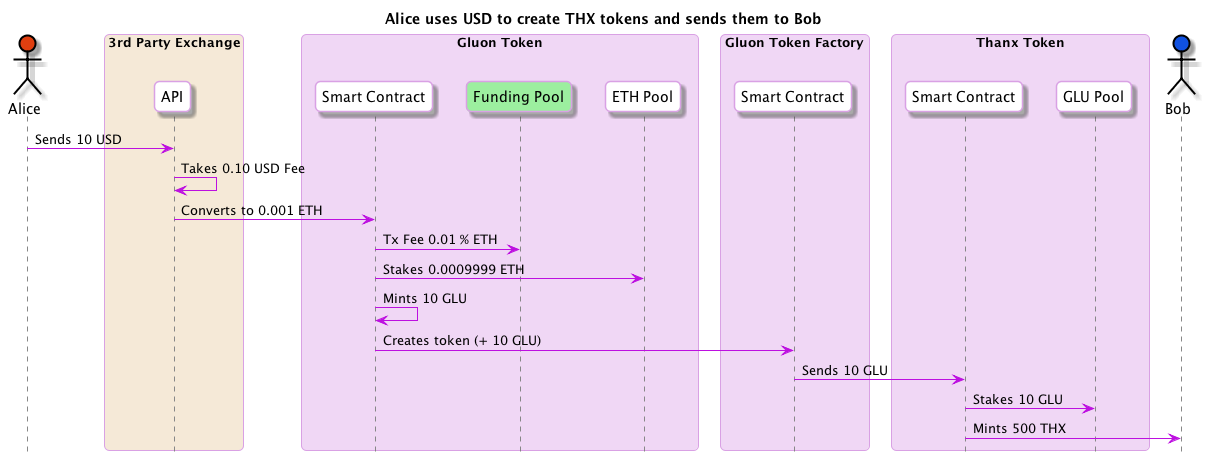 Alice uses USD to create THX tokens and sends them to Bob
3rd Party Exchange
Gluon Token
Gluon Token Factory
Thanx Token
Alice
API
Smart Contract
Funding Pool
ETH Pool
Smart Contract
Smart Contract
GLU Pool
Bob
Sends 10 USD
Takes 0.10 USD Fee
Converts to 0.001 ETH
Tx Fee 0.01 % ETH
Stakes 0.0009999 ETH
Mints 10 GLU
Creates token (+ 10 GLU)
Sends 10 GLU
Stakes 10 GLU
Mints 500 THX